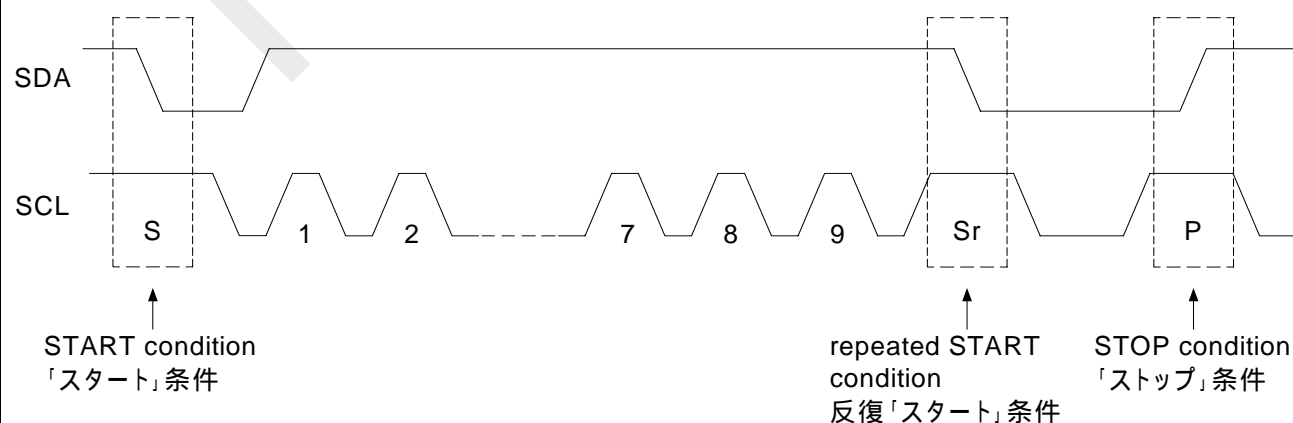 SDA
SCL
S
1
2
7
8
9
Sr
P
START condition
「スタート」条件
repeated START
condition
反復「スタート」条件
STOP condition
「ストップ」条件